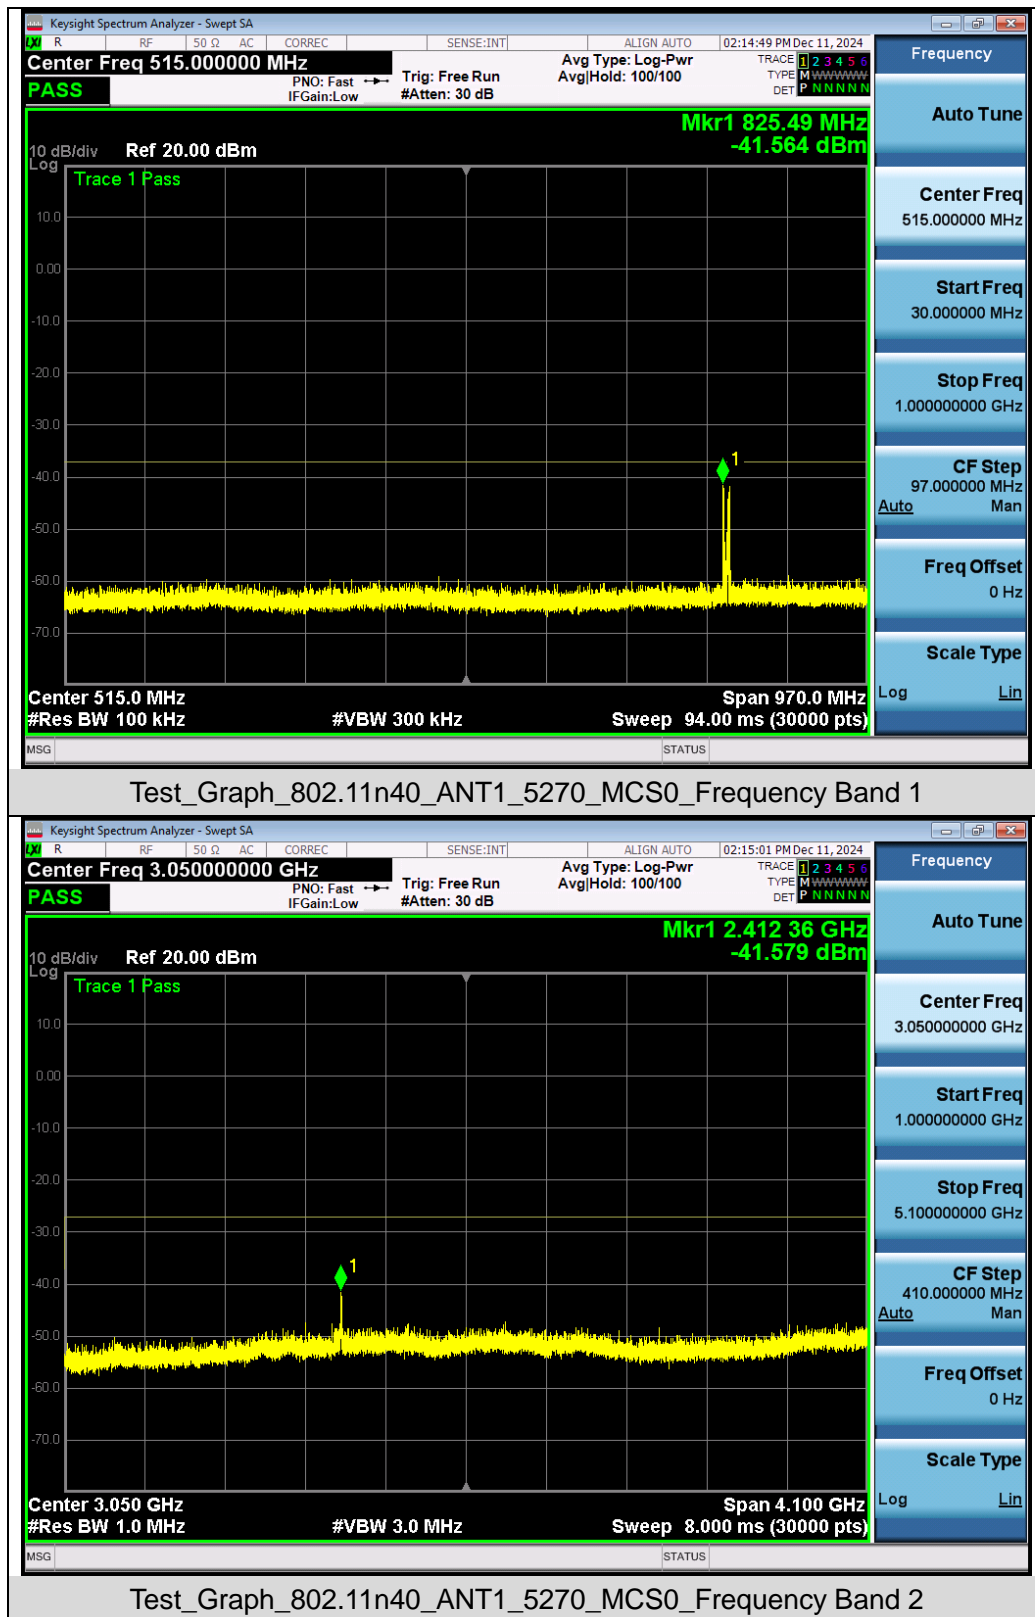 Keysight Spectrum Analyzer - Swept SA
LXI R RF 50 Ω AC CORREC SENSE:INT ALIGN AUTO 02:14:49 PM Dec 11, 2024
Center Freq 515.000000 MHz
PASS
PNO: Fast
IFGain:Low
Trig: Free Run
#Atten: 30 dB
Avg Type: Log-Pwr
Avg|Hold: 100/100
TRACE 1 2 3 4 5 6
TYPE M WWWWW
DET P N N N N N
Mkr1 825.49 MHz
-41.564 dBm
10 dB/div Ref 20.00 dBm
Log
Trace 1 Pass
10.0
0.00
-10.0
-20.0
-30.0
-40.0
-50.0
-60.0
-70.0
1
Center 515.0 MHz Span 970.0 MHz
#Res BW 100 kHz #VBW 300 kHz Sweep 94.00 ms (30000 pts)
MSG STATUS
Frequency
Auto Tune
Center Freq
515.000000 MHz
Start Freq
30.000000 MHz
Stop Freq
1.000000000 GHz
CF Step
97.000000 MHz
Auto Man
Freq Offset
0 Hz
Scale Type
Log Lin
Test_Graph_802.11n40_ANT1_5270_MCS0_Frequency Band 1
Keysight Spectrum Analyzer - Swept SA
LXI R RF 50 Ω AC CORREC SENSE:INT ALIGN AUTO 02:15:01 PM Dec 11, 2024
Center Freq 3.050000000 GHz
PASS
PNO: Fast
IFGain:Low
Trig: Free Run
#Atten: 30 dB
Avg Type: Log-Pwr
Avg|Hold: 100/100
TRACE 1 2 3 4 5 6
TYPE M WWWWW
DET P N N N N N
Mkr1 2.412 36 GHz
-41.579 dBm
10 dB/div Ref 20.00 dBm
Log
Trace 1 Pass
10.0
0.00
-10.0
-20.0
-30.0
-40.0
-50.0
-60.0
-70.0
1
Center 3.050 GHz Span 4.100 GHz
#Res BW 1.0 MHz #VBW 3.0 MHz Sweep 8.000 ms (30000 pts)
MSG STATUS
Frequency
Auto Tune
Center Freq
3.050000000 GHz
Start Freq
1.000000000 GHz
Stop Freq
5.100000000 GHz
CF Step
410.000000 MHz
Auto Man
Freq Offset
0 Hz
Scale Type
Log Lin
Test_Graph_802.11n40_ANT1_5270_MCS0_Frequency Band 2